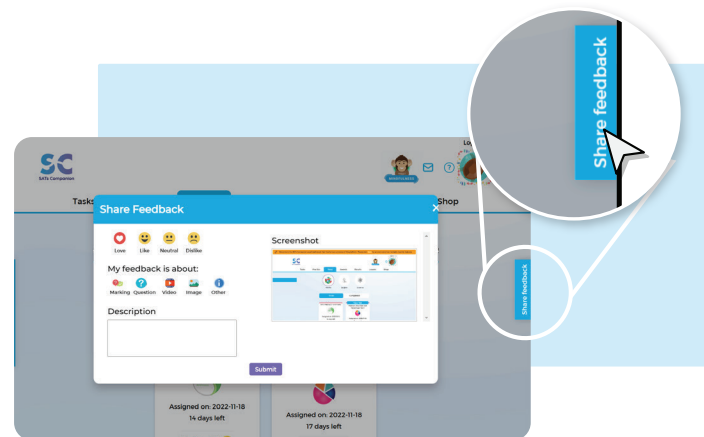 Share feedback
SC
SATs Companion
Tasks
Shop
Share Feedback
X
Love Like Neutral Dislike
Screenshot
My feedback is about:
Marking Question Video Image Other
Description
Submit
Share feedback
Assigned on: 2022-11-18
14 days left
Assigned on: 2022-11-18
17 days left